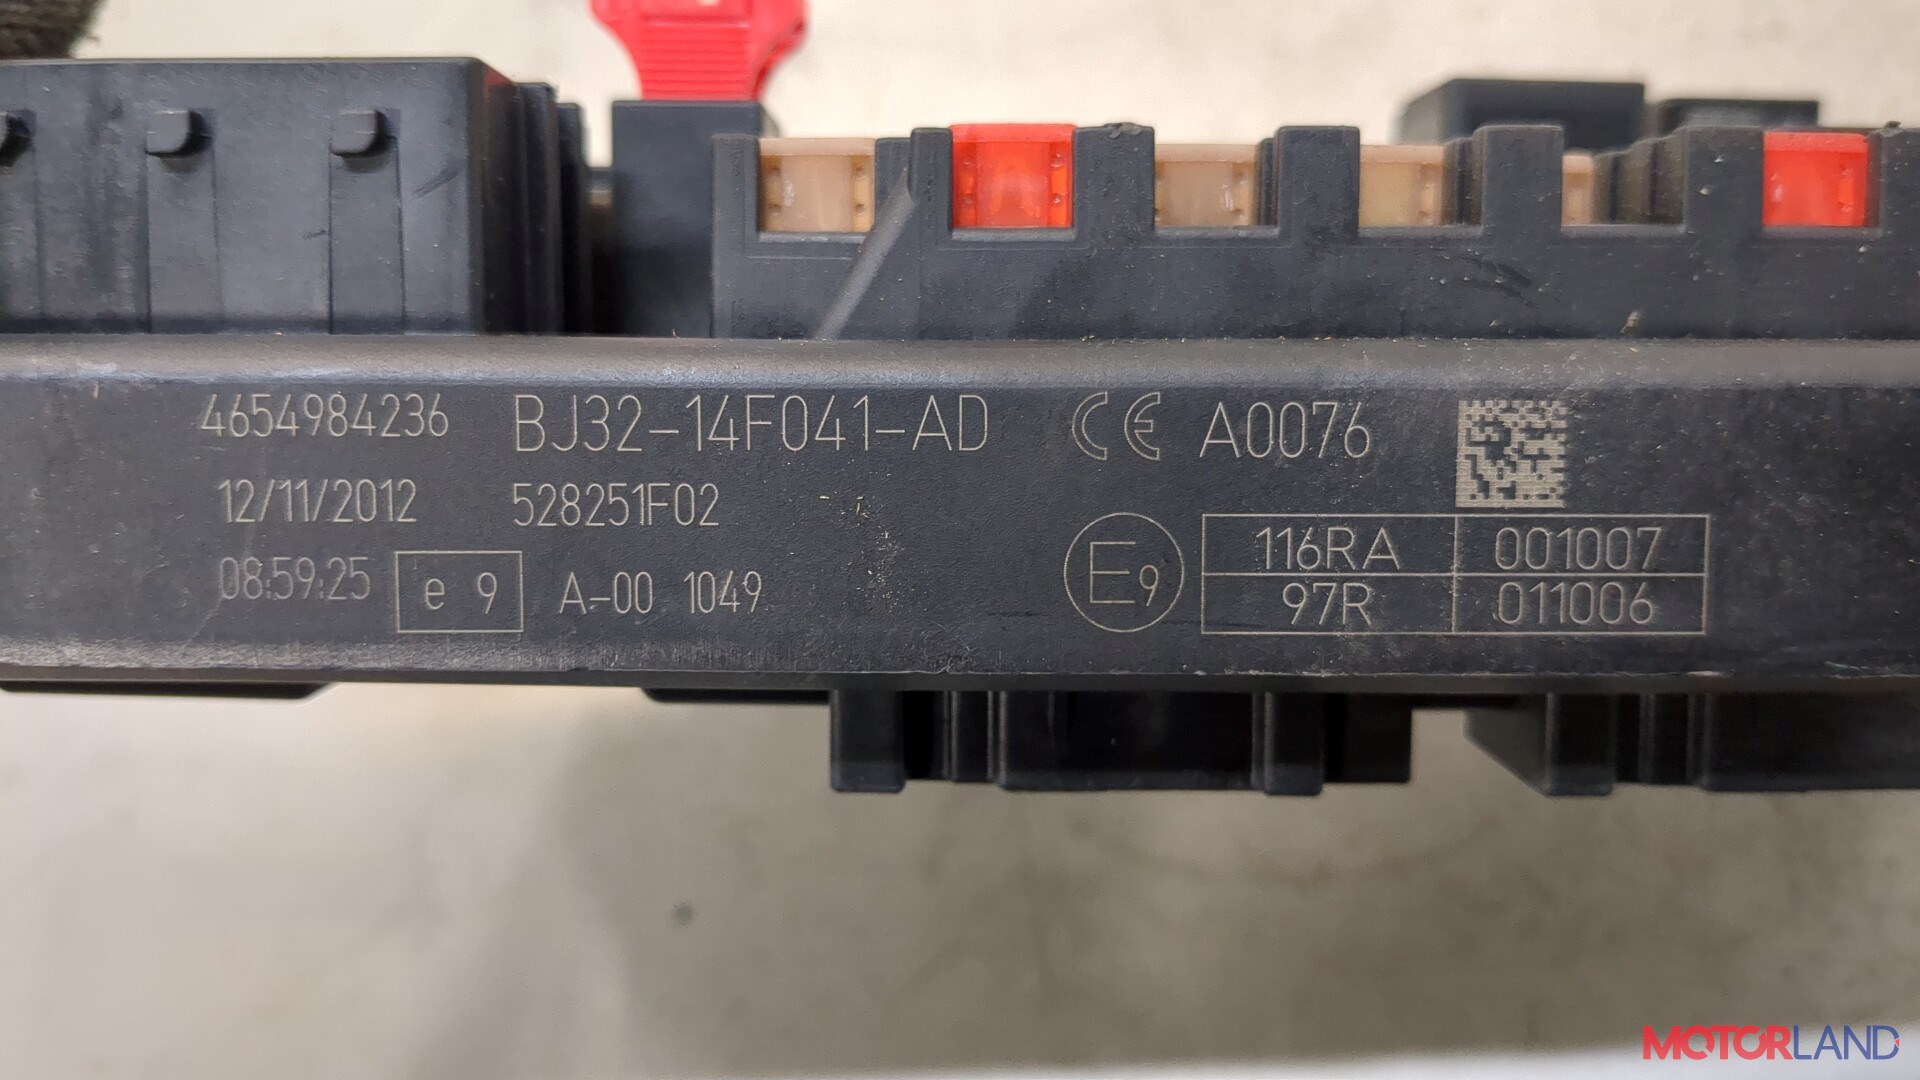 4654984236 BJ32-14F041-AD CE A0076
12/11/2012 528251F02
08:59:25 e 9 A-00 1049
E9 116RA 001007
97R 011006
MOTORLAND